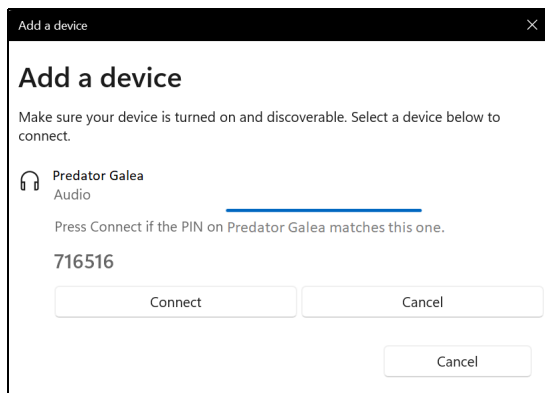 Add a device
Add a device
Make sure your device is turned on and discoverable. Select a device below to
connect.
Predator Galea
Audio
Press Connect if the PIN on Predator Galea matches this one.
716516
Connect Cancel
Cancel